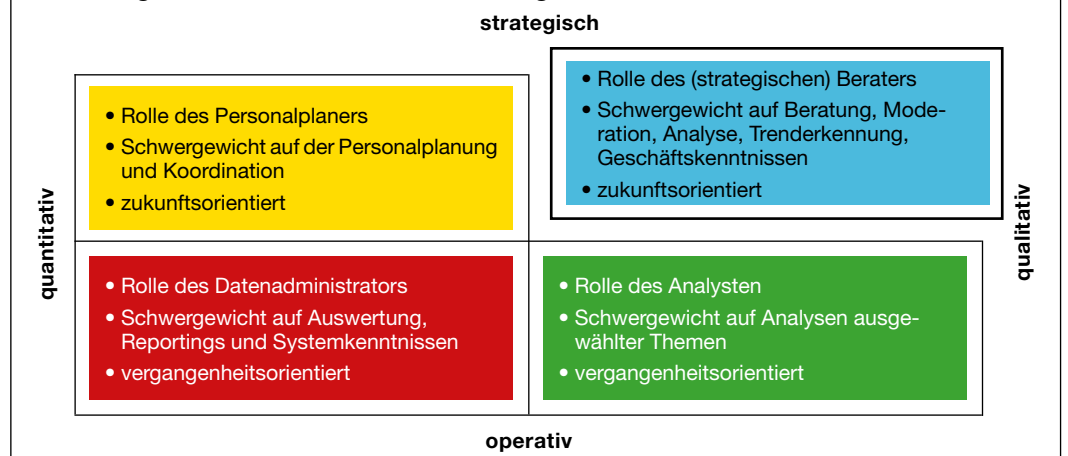 strategisch
• Rolle des Personalplaners
• Schwergewicht auf der Personalplanung
und Koordination
• zukunftsorientiert
• Rolle des (strategischen) Beraters
• Schwergewicht auf Beratung, Mode-
ration, Analyse, Trenderkennung,
Geschäftskenntnissen
• zukunftsorientiert
quantitativ
qualitativ
• Rolle des Datenadministrators
• Schwergewicht auf Auswertung,
Reportings und Systemkenntnissen
• vergangenheitsorientiert
• Rolle des Analysten
• Schwergewicht auf Analysen ausge-
wählter Themen
• vergangenheitsorientiert
operativ